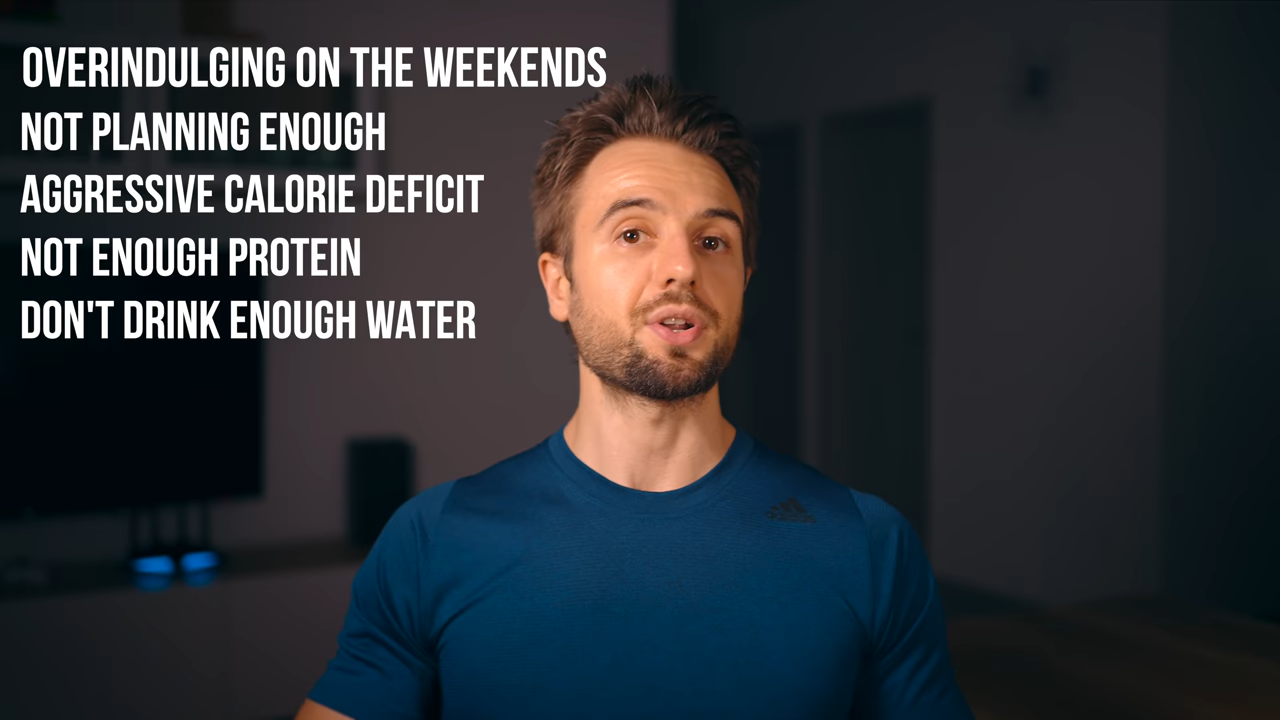 OVERINDULGING ON THE WEEKENDS
NOT PLANNING ENOUGH
AGGRESSIVE CALORIE DEFICIT
NOT ENOUGH PROTEIN
DON'T DRINK ENOUGH WATER